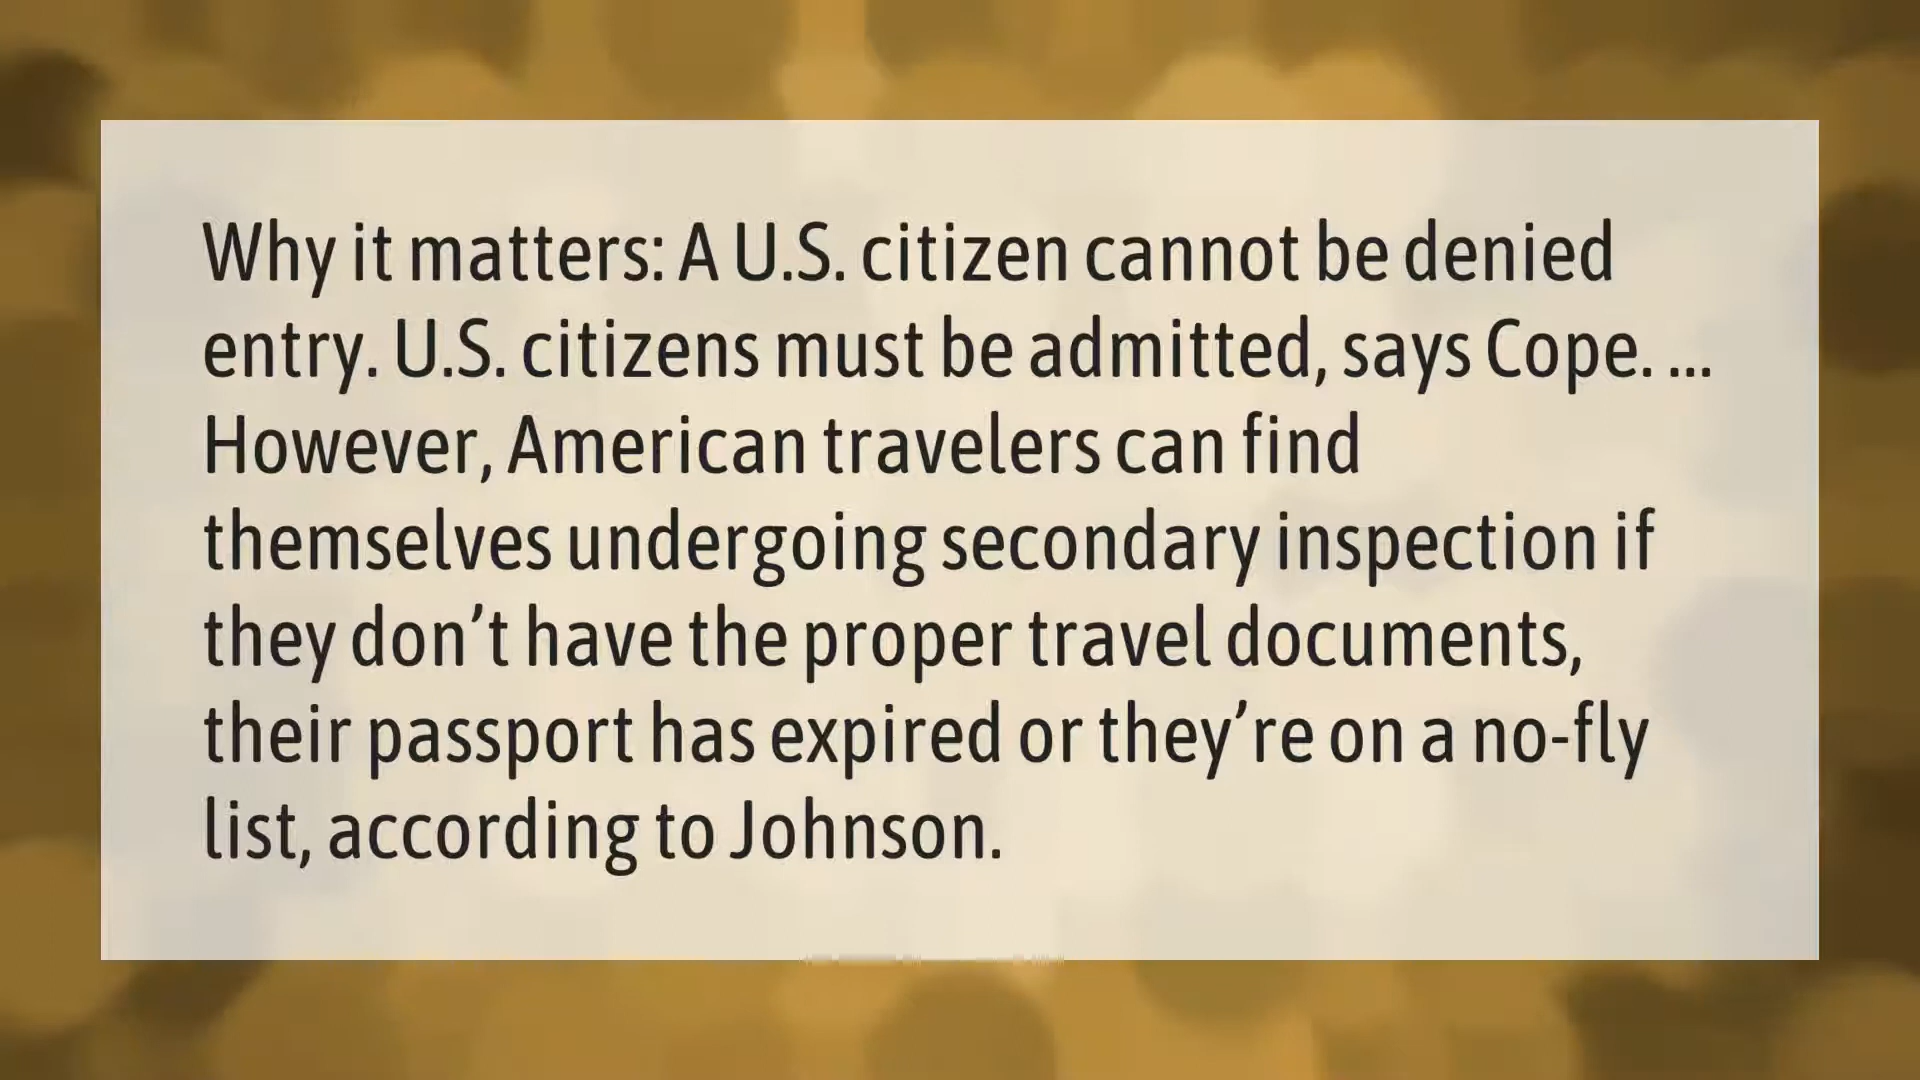 Why it matters: A U.S. citizen cannot be denied
entry. U.S. citizens must be admitted, says Cope. ...
However, American travelers can find
themselves undergoing secondary inspection if
they don’t have the proper travel documents,
their passport has expired or they’re on a no-fly
list, according to Johnson.